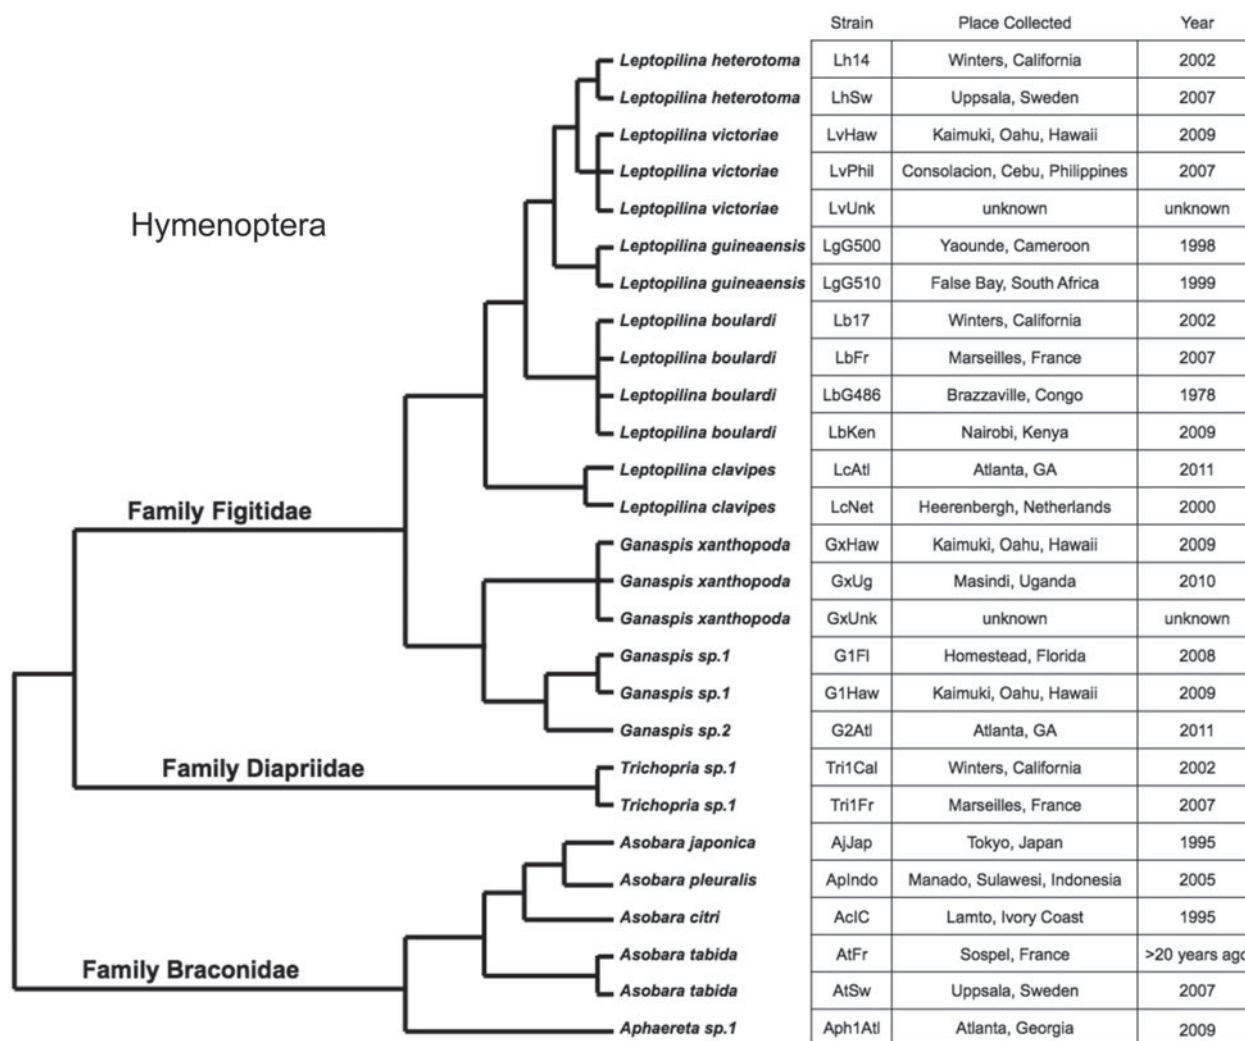 Strain Place Collected Year
Leptopilina heterotoma Lh14 Winters, California 2002
Leptopilina heterotoma LhSw Uppsala, Sweden 2007
Leptopilina victoriae LvHaw Kaimuki, Oahu, Hawaii 2009
Leptopilina victoriae LvPhil Consolacion, Cebu, Philippines 2007
Leptopilina victoriae LvUnk unknown unknown
Hymenoptera
Leptopilina guineaensis LgG500 Yaounde, Cameroon 1998
Leptopilina guineaensis LgG510 False Bay, South Africa 1999
Leptopilina boulardi Lb17 Winters, California 2002
Leptopilina boulardi LbFr Marseilles, France 2007
Leptopilina boulardi LbG486 Brazzaville, Congo 1978
Leptopilina boulardi LbKen Nairobi, Kenya 2009
Leptopilina clavipes LcAtl Atlanta, GA 2011
Leptopilina clavipes LcNet Heerenbergh, Netherlands 2000
Family Figitidae
Ganaspis xanthopoda GxHaw Kaimuki, Oahu, Hawaii 2009
Ganaspis xanthopoda GxUg Masindi, Uganda 2010
Ganaspis xanthopoda GxUnk unknown unknown
Ganaspis sp.1 G1Fl Homestead, Florida 2008
Ganaspis sp.1 G1Haw Kaimuki, Oahu, Hawaii 2009
Ganaspis sp.2 G2Atl Atlanta, GA 2011
Family Diapriidae
Trichopria sp.1 Tri1Cal Winters, California 2002
Trichopria sp.1 Tri1Fr Marseilles, France 2007
Asobara japonica AjJap Tokyo, Japan 1995
Asobara pleuralis ApIndo Manado, Sulawesi, Indonesia 2005
Asobara citri AcIC Lamto, Ivory Coast 1995
Asobara tabida AtFr Sospel, France >20 years ago
Family Braconidae
Asobara tabida AtSw Uppsala, Sweden 2007
Aphaereta sp.1 Aph1Atl Atlanta, Georgia 2009